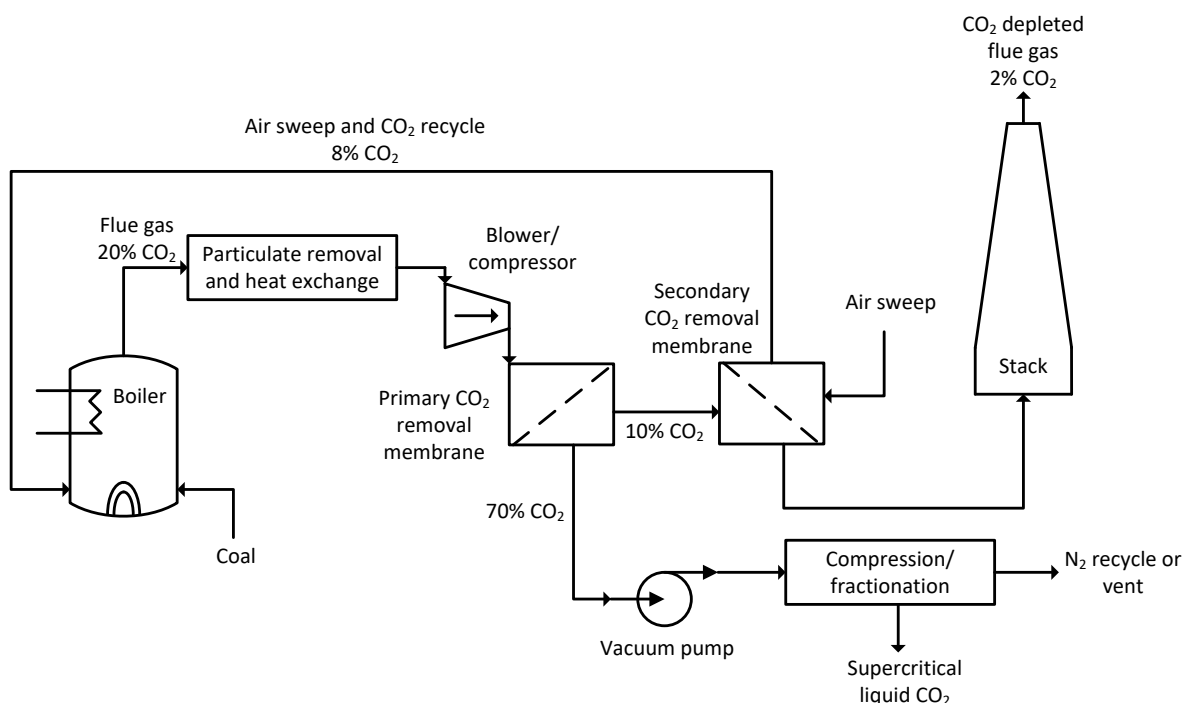 CO₂ depleted
flue gas
2% CO₂
Air sweep and CO₂ recycle
8% CO₂
Flue gas
20% CO₂
Particulate removal
and heat exchange
Blower/
compressor
Secondary
CO₂ removal
membrane
Air sweep
Stack
Boiler
Primary CO₂
removal
membrane
10% CO₂
70% CO₂
Coal
Compression/
fractionation
N₂ recycle or
vent
Vacuum pump
Supercritical
liquid CO₂